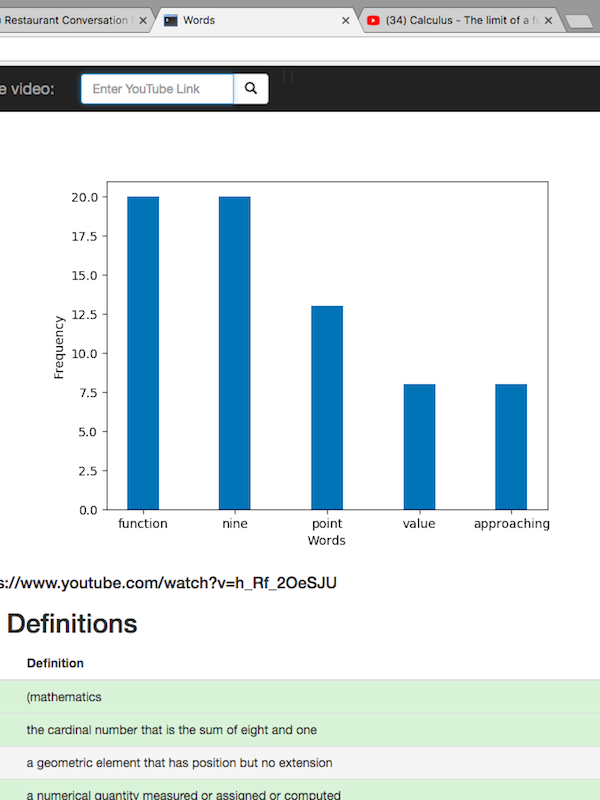 Restaurant Conversation
Words
(34) Calculus - The limit of a fu
e video:
Enter YouTube Link
20.0
17.5
15.0
12.5
10.0
7.5
5.0
2.5
0.0
Frequency
function nine point value approaching
Words
s://www.youtube.com/watch?v=h_Rf_2OeSJU
Definitions
Definition
(mathematics
the cardinal number that is the sum of eight and one
a geometric element that has position but no extension
a numerical quantity measured or assigned or computed